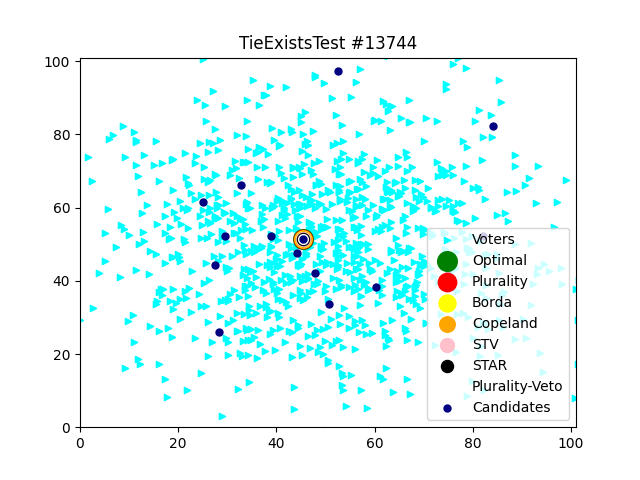 TieExistsTest #13744
100
80
60
40
20
0
0 20 40 60 80 100
Voters
Optimal
Plurality
Borda
Copeland
STV
STAR
Plurality-Veto
Candidates